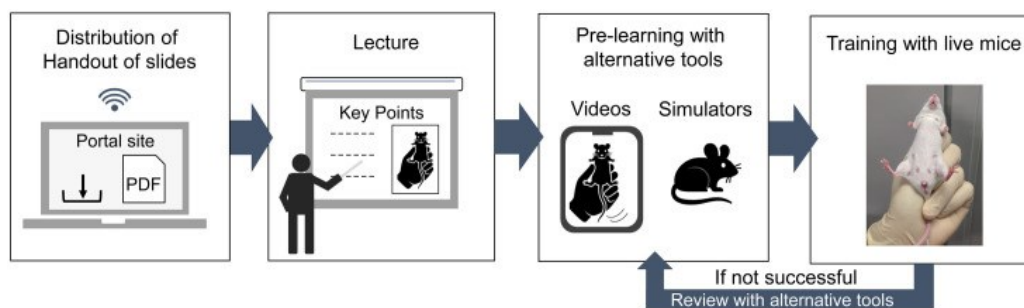 Distribution of
Handout of slides
Portal site
PDF
Lecture
Key Points
Pre-learning with
alternative tools
Videos
Simulators
Training with live mice
If not successful
Review with alternative tools